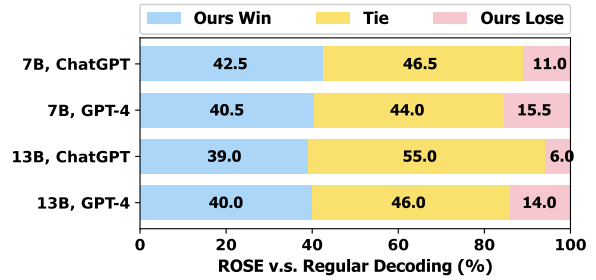 Ours Win Tie Ours Lose
7B, ChatGPT 42.5 46.5 11.0
7B, GPT-4 40.5 44.0 15.5
13B, ChatGPT 39.0 55.0 6.0
13B, GPT-4 40.0 46.0 14.0
0 20 40 60 80 100
ROSE v.s. Regular Decoding (%)